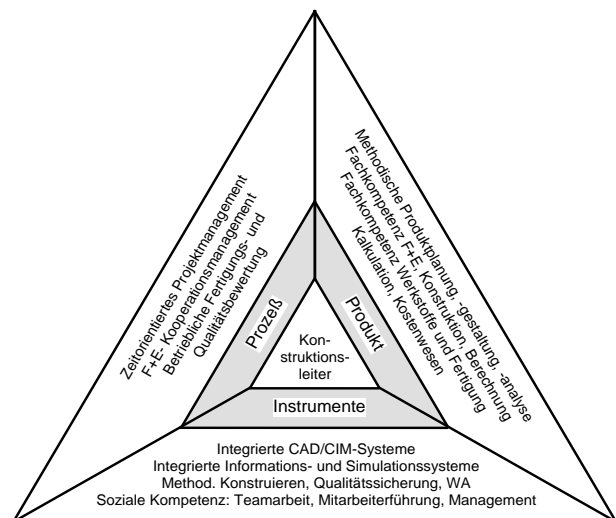 Zeitorientiertes Projektmanagement
F+E- Kooperationsmanagement
Betriebliche Fertigungs- und
Qualitätsbewertung
Methodische Produktplanung, -gestaltung, -analyse
Fachkompetenz F+E, Konstruktion, Berechnung
Fachkompetenz Werkstoffe und Fertigung
Kalkulation, Kostenwesen
Prozeß
Produkt
Kon-
struktions-
leiter
Instrumente
Integrierte CAD/CIM-Systeme
Integrierte Informations- und Simulationssysteme
Method. Konstruieren, Qualitätssicherung, WA
Soziale Kompetenz: Teamarbeit, Mitarbeiterführung, Management